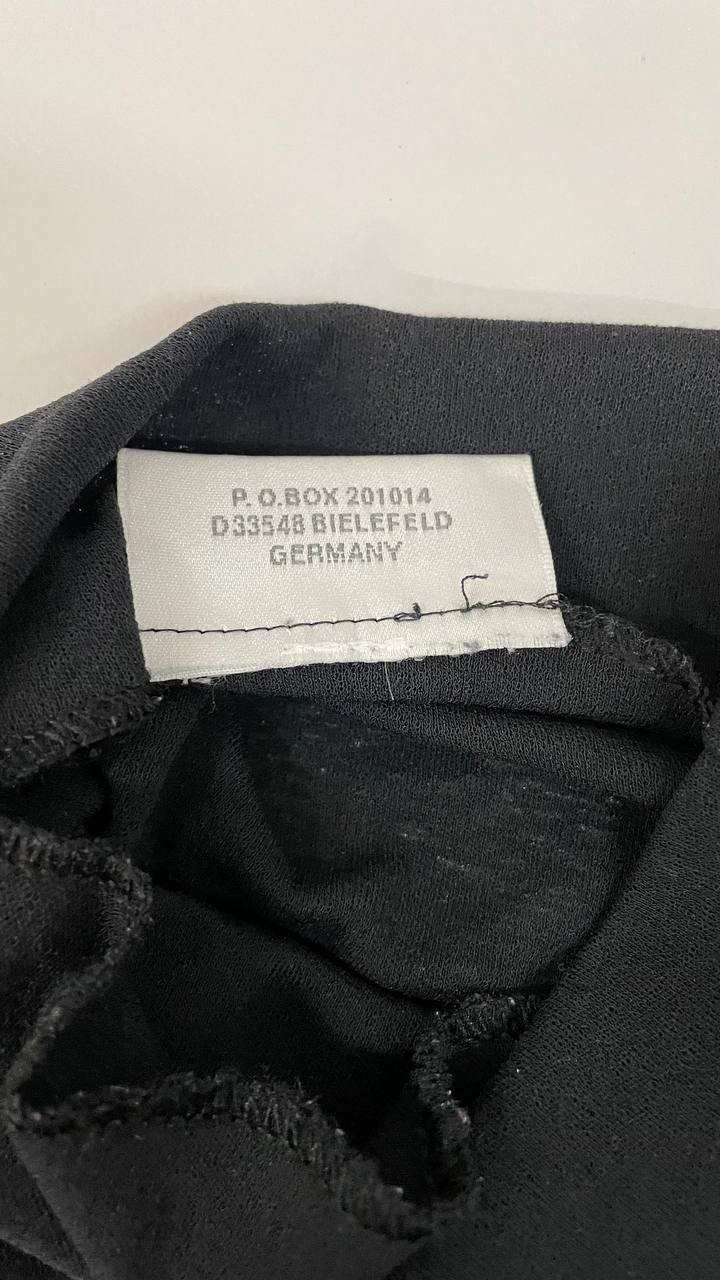 P. O.BOX 201014
D33548 BIELEFELD
GERMANY